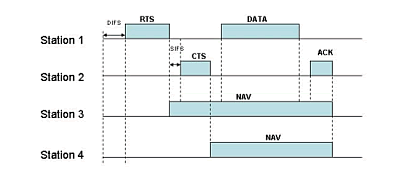 DIFS
RTS
DATA
Station 1
SIFS
CTS
ACK
Station 2
NAV
Station 3
NAV
Station 4